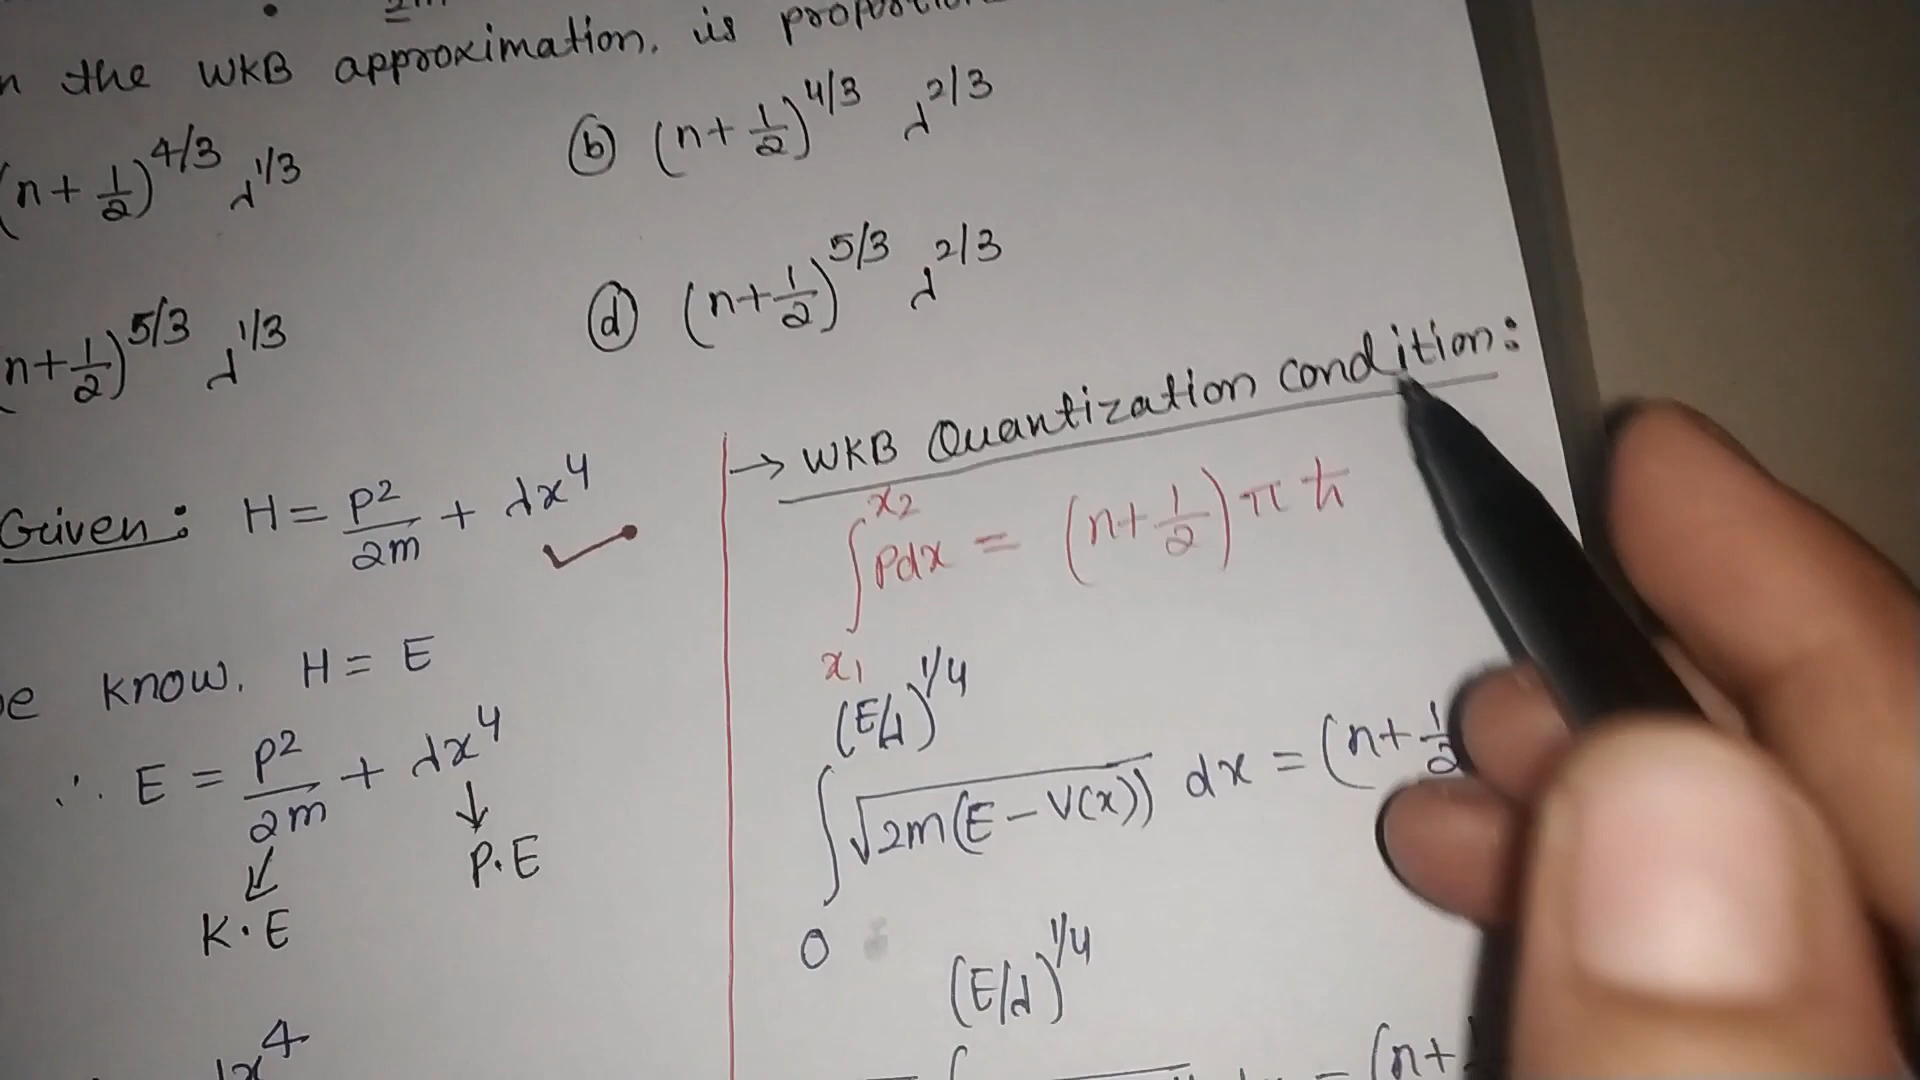 the WKB approximation. is
(n+1/2)^4/3 λ^1/3
(b) (n+1/2)^4/3 λ^2/3
n+1/2)^5/3 λ^1/3
(d) (n+1/2)^5/3 λ^2/3
→ WKB Quantization condition:
Given: H = P²/2m + λx⁴
∫ Pdx = (n+1/2) π ħ
x2
x1
know. H = E
∴ E = P²/2m + λx⁴
↓
P.E
K.E
(E/λ)^1/4
∫ √2m(E-V(x)) dx = (n+1/2
0
(E/λ)^1/4
λx⁴
= (n+